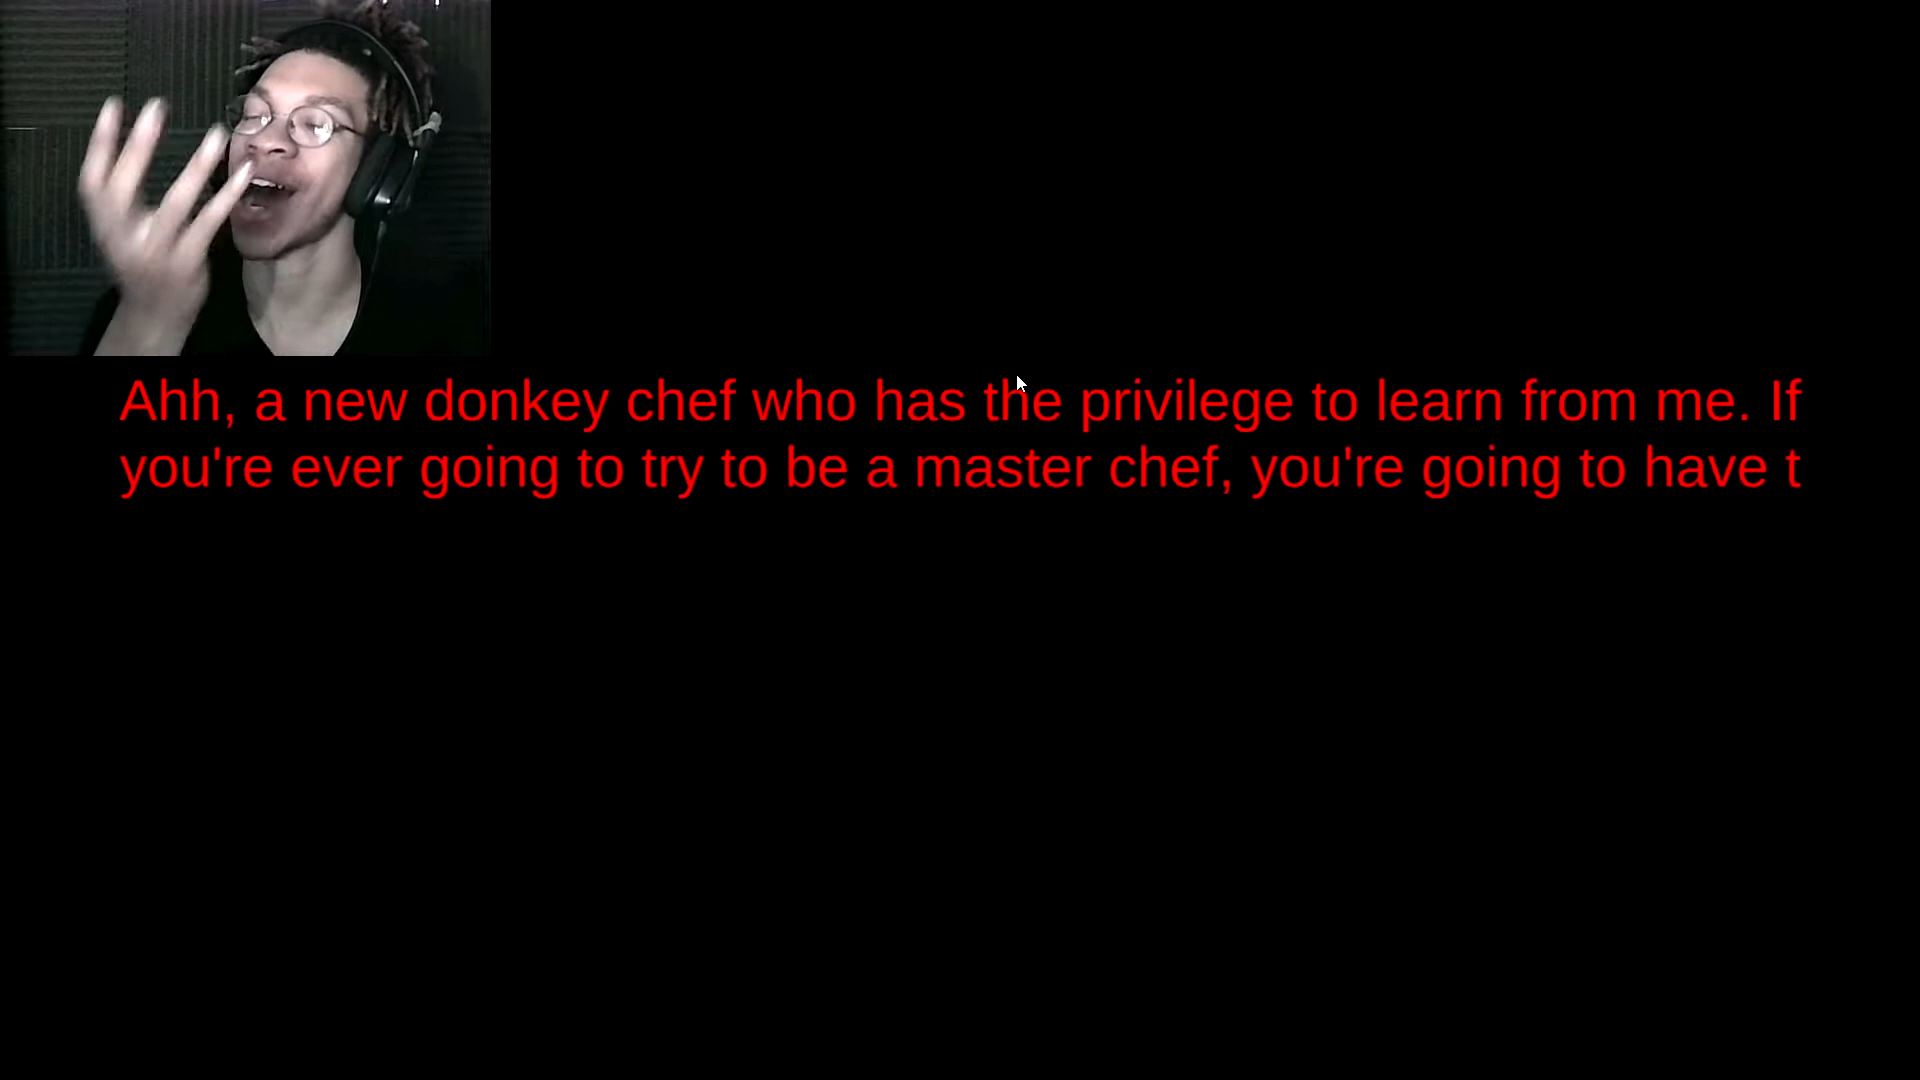 Ahh, a new donkey chef who has the privilege to learn from me. If
you're ever going to try to be a master chef, you're going to have t